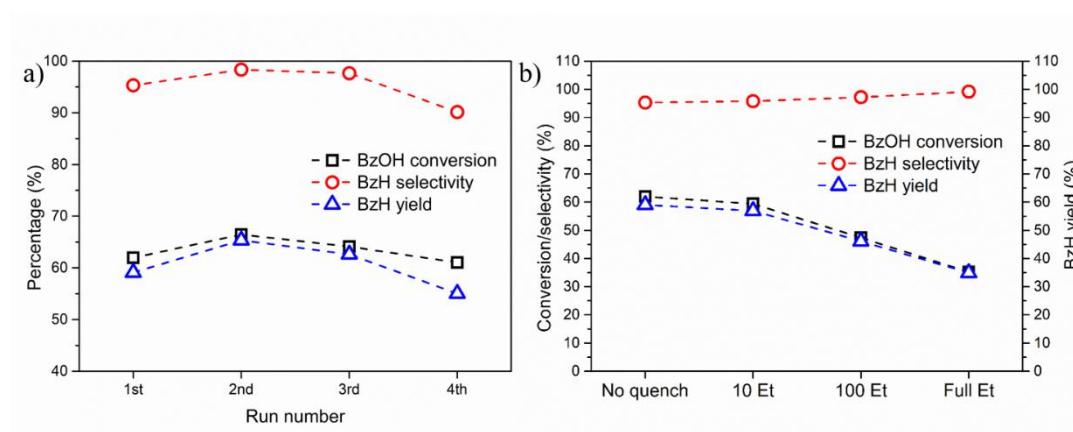 a)
100
90
80
70
60
50
40
Percentage (%)
BzOH conversion
BzH selectivity
BzH yield
1st
2nd
3rd
4th
Run number
b)
110
100
90
80
70
60
50
40
30
20
10
0
Conversion/selectivity (%)
BzOH conversion
BzH selectivity
BzH yield
110
100
90
80
70
60
50
40
30
20
10
0
BzH yield (%)
No quench
10 Et
100 Et
Full Et